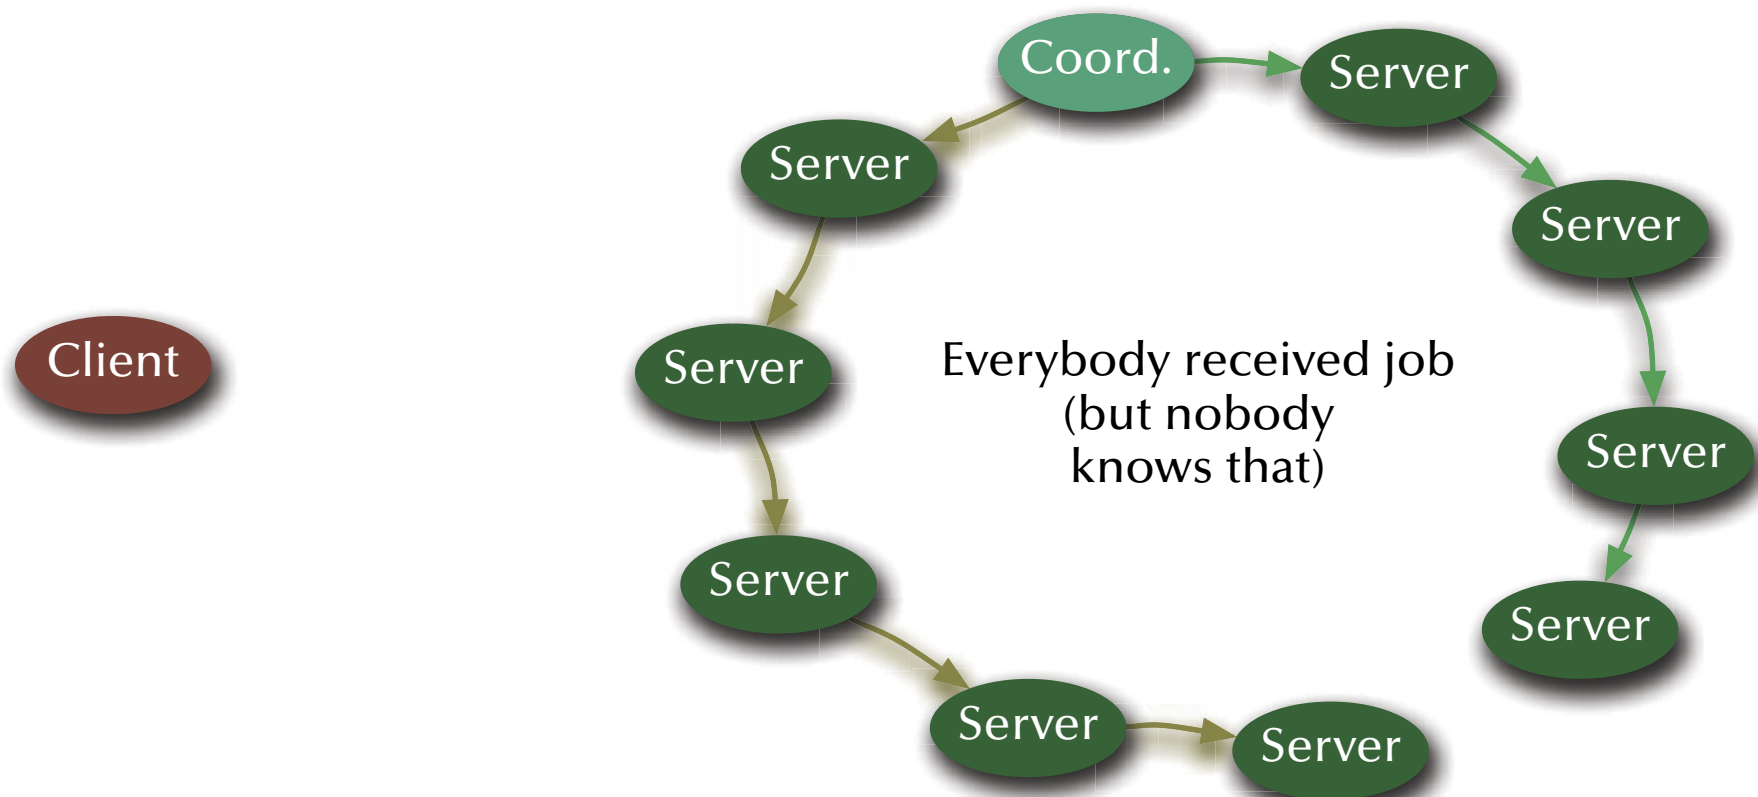 Coord.
Server
Server
Server
Client
Server
Everybody received job
(but nobody
knows that)
Server
Server
Server
Server
Server